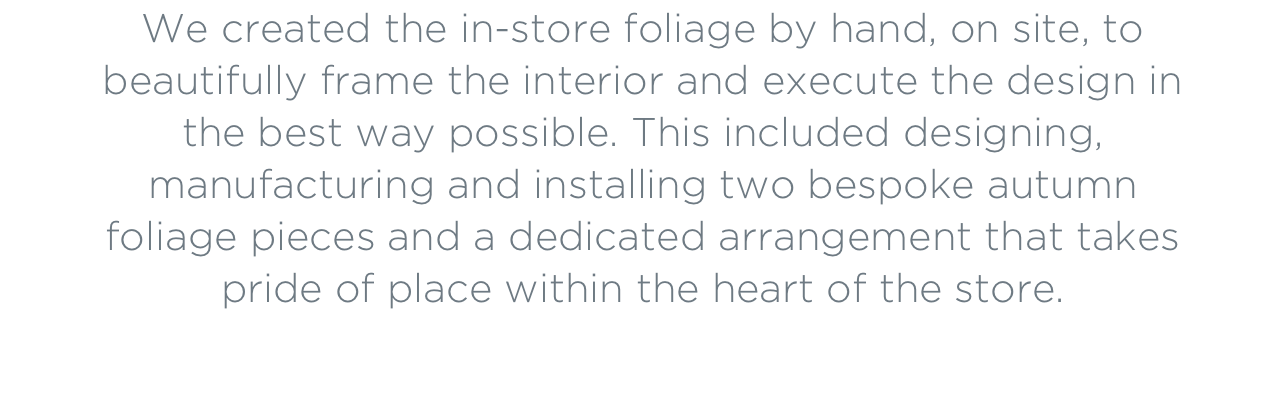 We created the in-store foliage by hand, on site, to
beautifully frame the interior and execute the design in
the best way possible. This included designing,
manufacturing and installing two bespoke autumn
foliage pieces and a dedicated arrangement that takes
pride of place within the heart of the store.